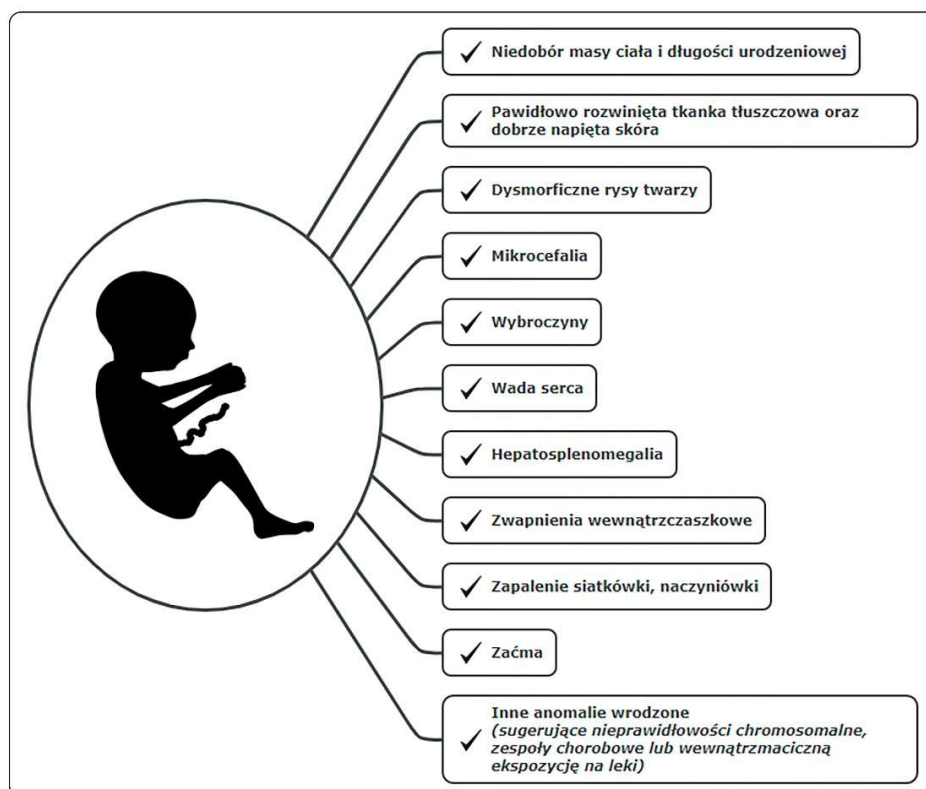 Niedobór masy ciała i długości urodzeniowej
Pawidłowo rozwinięta tkanka tłuszczowa oraz
dobrze napięta skóra
Dysmorficzne rysy twarzy
Mikrocefalia
Wybroczyny
Wada serca
Hepatosplenomegalia
Zwapnienia wewnątrzczaszkowe
Zapalenie siatkówki, naczyniówki
Zaćma
Inne anomalie wrodzone
(sugerujące nieprawidłowości chromosomalne,
zespoły chorobowe lub wewnątrzmaciczną
ekspozycję na leki)